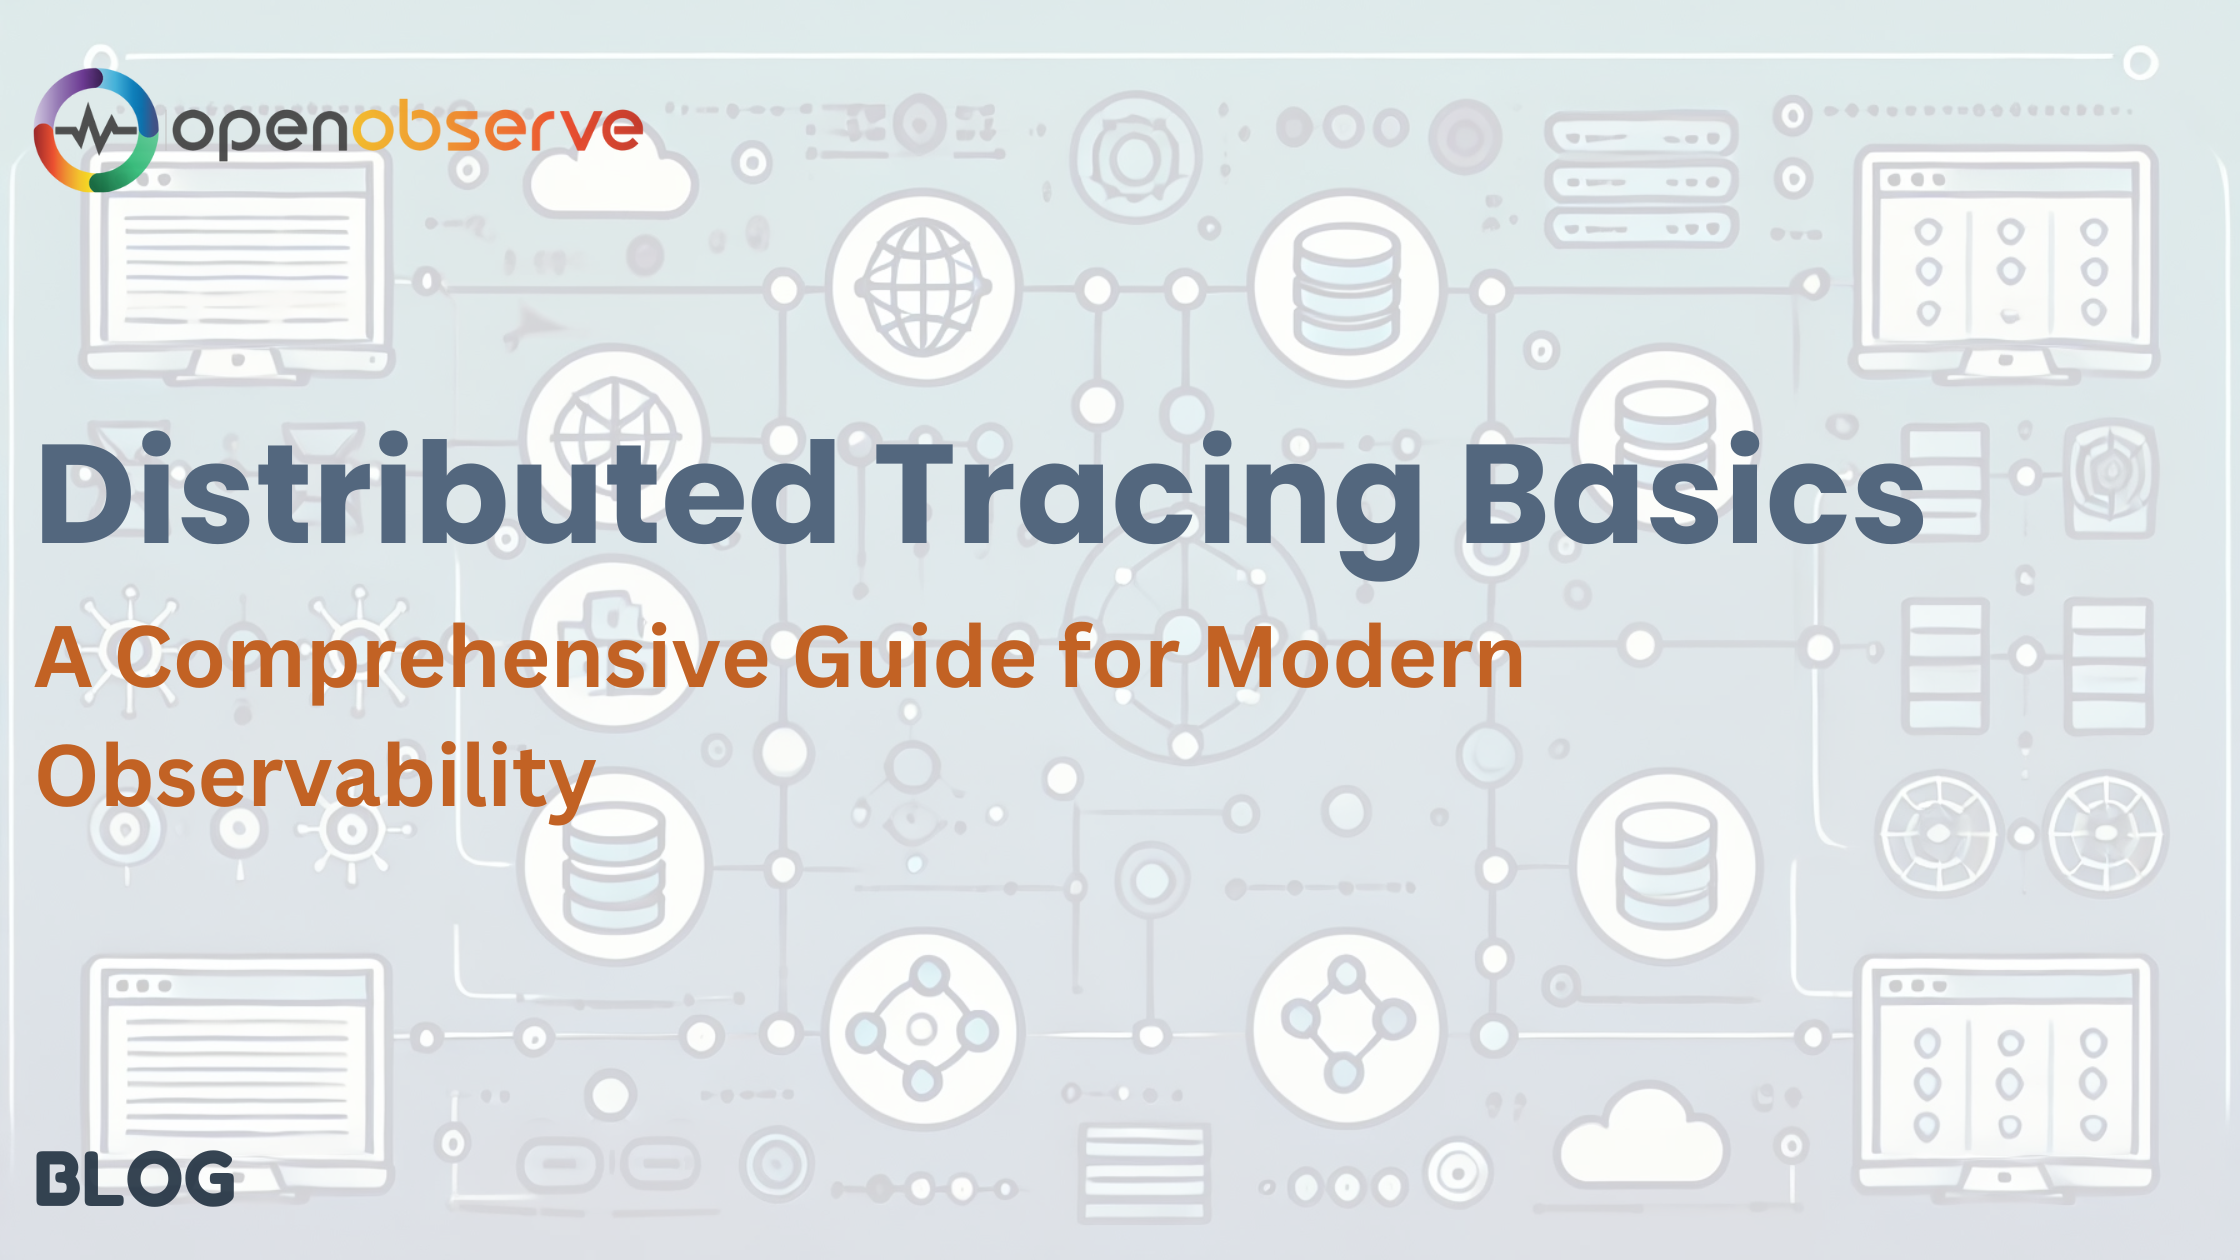 openobserve
Distributed Tracing Basics
A Comprehensive Guide for Modern
Observability
BLOG